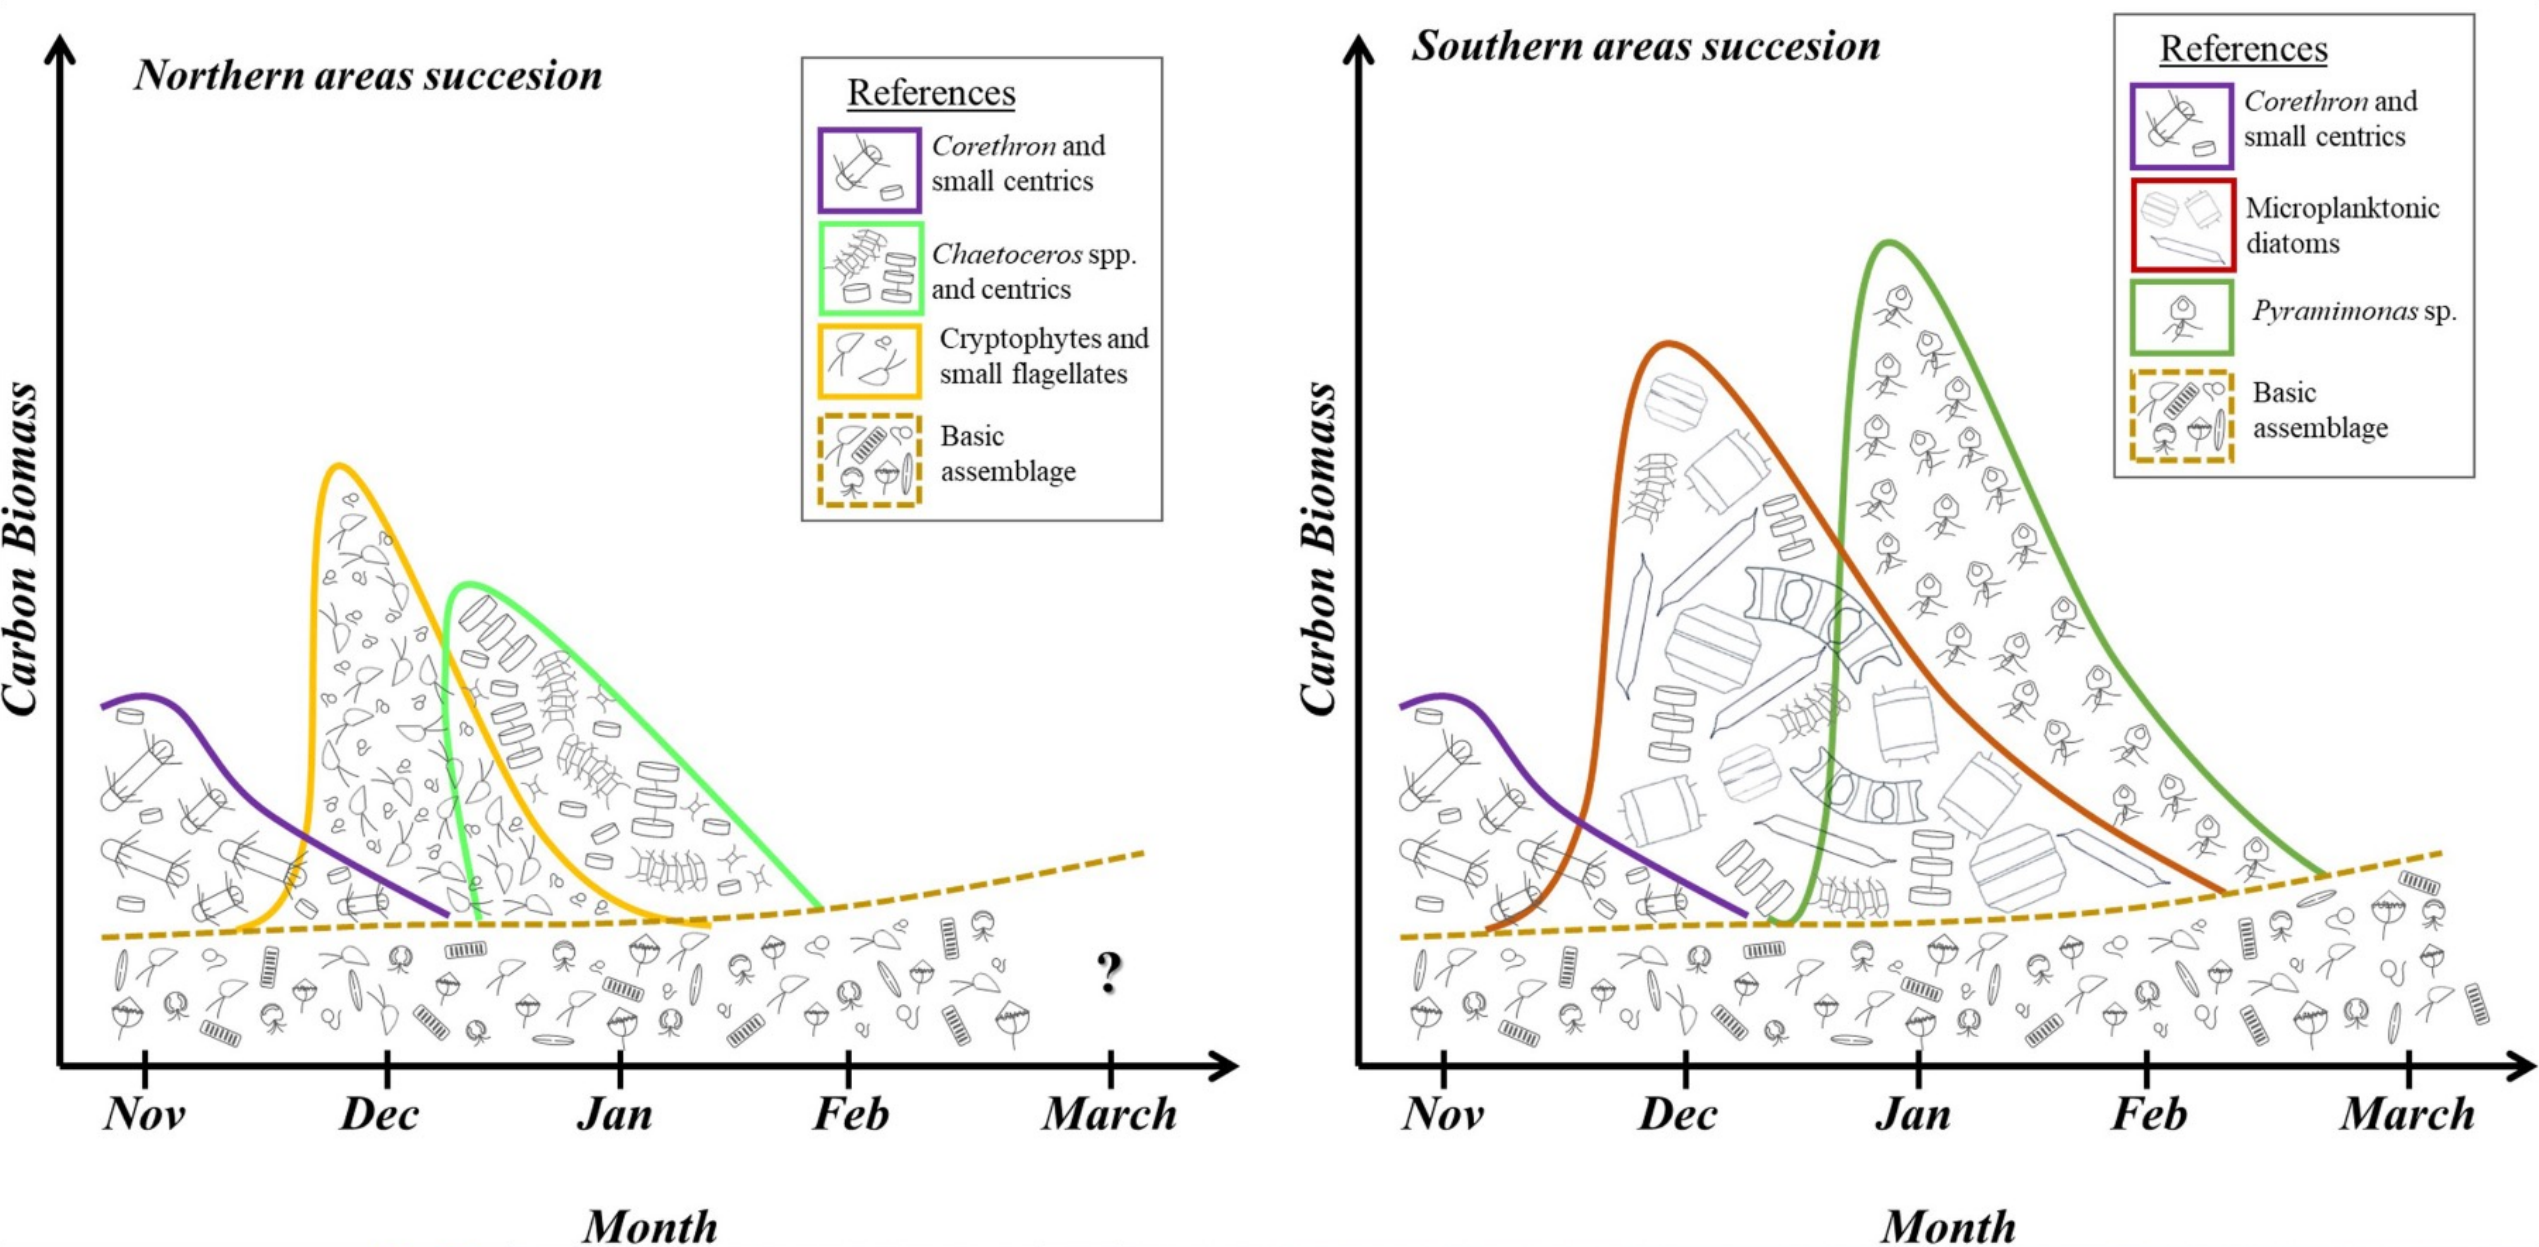 Northern areas succesion
References
Corethron and
small centrics
Chaetoceros spp.
and centrics
Cryptophytes and
small flagellates
Basic
assemblage
Carbon Biomass
?
Nov Dec Jan Feb March
Month
Southern areas succesion
References
Corethron and
small centrics
Microplanktonic
diatoms
Pyramimonas sp.
Basic
assemblage
Carbon Biomass
Nov Dec Jan Feb March
Month